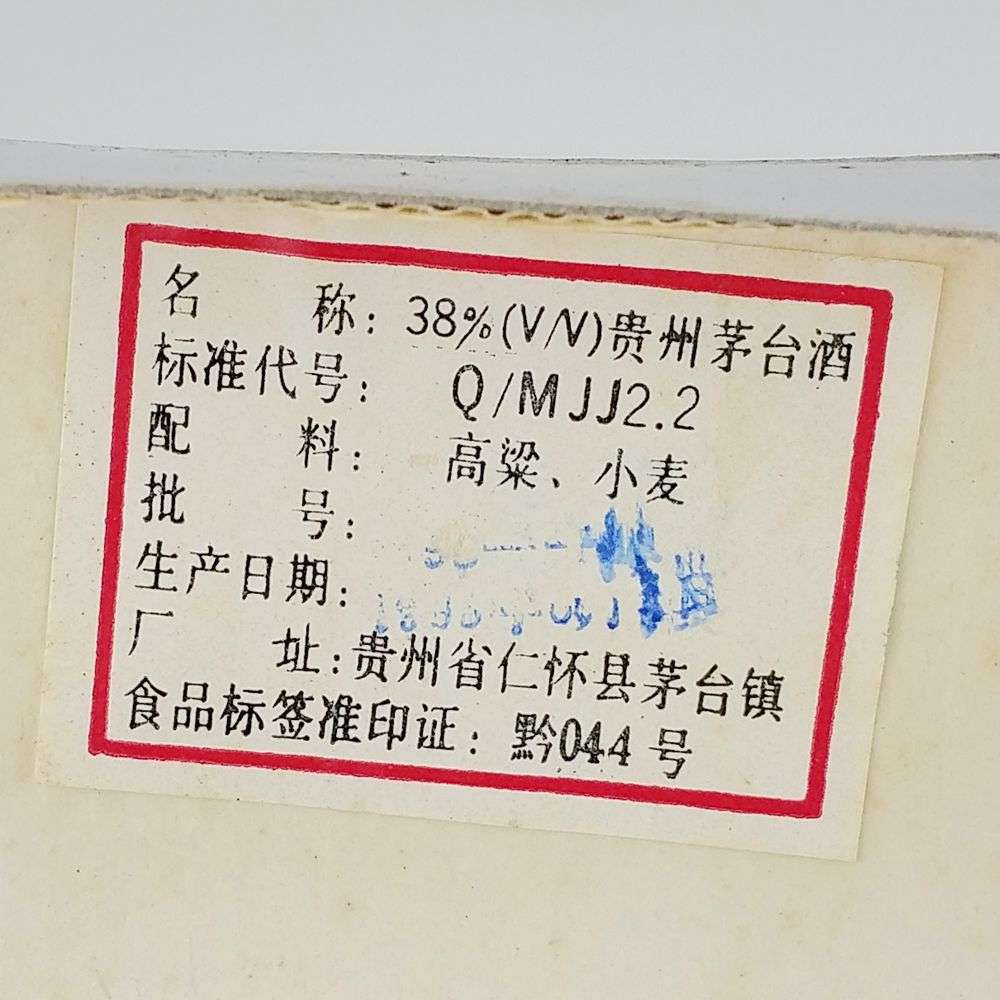 名 称: 38%(V/V)贵州茅台酒
标准代号: Q/MJJ2.2
配 料: 高粱、小麦
批 号:
生产日期:
厂 址:贵州省仁怀县茅台镇
食品标签准印证: 黔044号